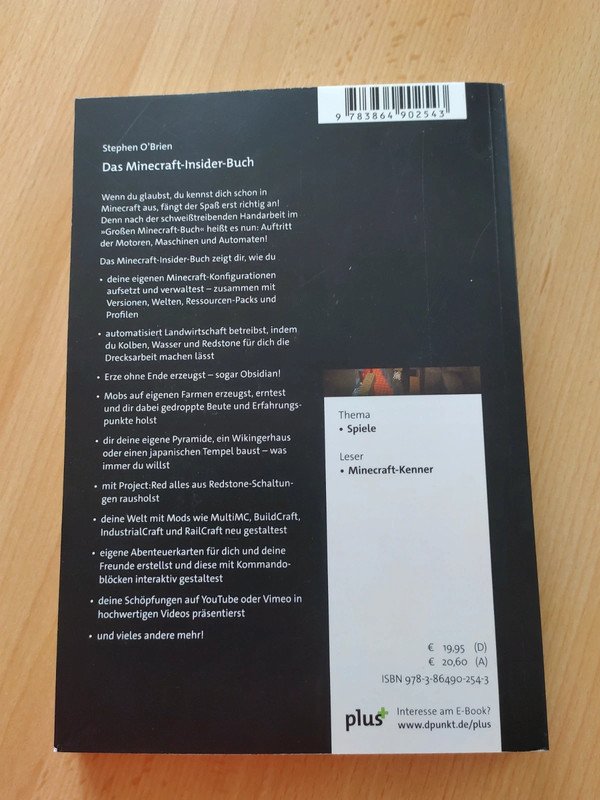 9 783864 902543
Stephen O'Brien
Das Minecraft-Insider-Buch
Wenn du glaubst, du kennst dich schon in
Minecraft aus, fängt der Spaß erst richtig an!
Denn nach der schweißtreibenden Handarbeit im
»Großen Minecraft-Buch« heißt es nun: Auftritt
der Motoren, Maschinen und Automaten!
Das Minecraft-Insider-Buch zeigt dir, wie du
• deine eigenen Minecraft-Konfigurationen
aufsetzt und verwaltest – zusammen mit
Versionen, Welten, Ressourcen-Packs und
Profilen
• automatisiert Landwirtschaft betreibst, indem
du Kolben, Wasser und Redstone für dich die
Drecksarbeit machen lässt
• Erze ohne Ende erzeugst – sogar Obsidian!
• Mobs auf eigenen Farmen erzeugst, erntest
und dir dabei gedroppte Beute und Erfahrungs-
punkte holst
• dir deine eigene Pyramide, ein Wikingerhaus
oder einen japanischen Tempel baust – was
immer du willst
• mit Project:Red alles aus Redstone-Schaltun-
gen rausholst
• deine Welt mit Mods wie MultiMC, BuildCraft,
IndustrialCraft und RailCraft neu gestaltest
• eigene Abenteuerkarten für dich und deine
Freunde erstellst und diese mit Kommando-
blöcken interaktiv gestaltest
• deine Schöpfungen auf YouTube oder Vimeo in
hochwertigen Videos präsentierst
• und vieles andere mehr!
Thema
• Spiele
Leser
• Minecraft-Kenner
€ 19,95 (D)
€ 20,60 (A)
ISBN 978-3-86490-254-3
plus+
Interesse am E-Book?
www.dpunkt.de/plus